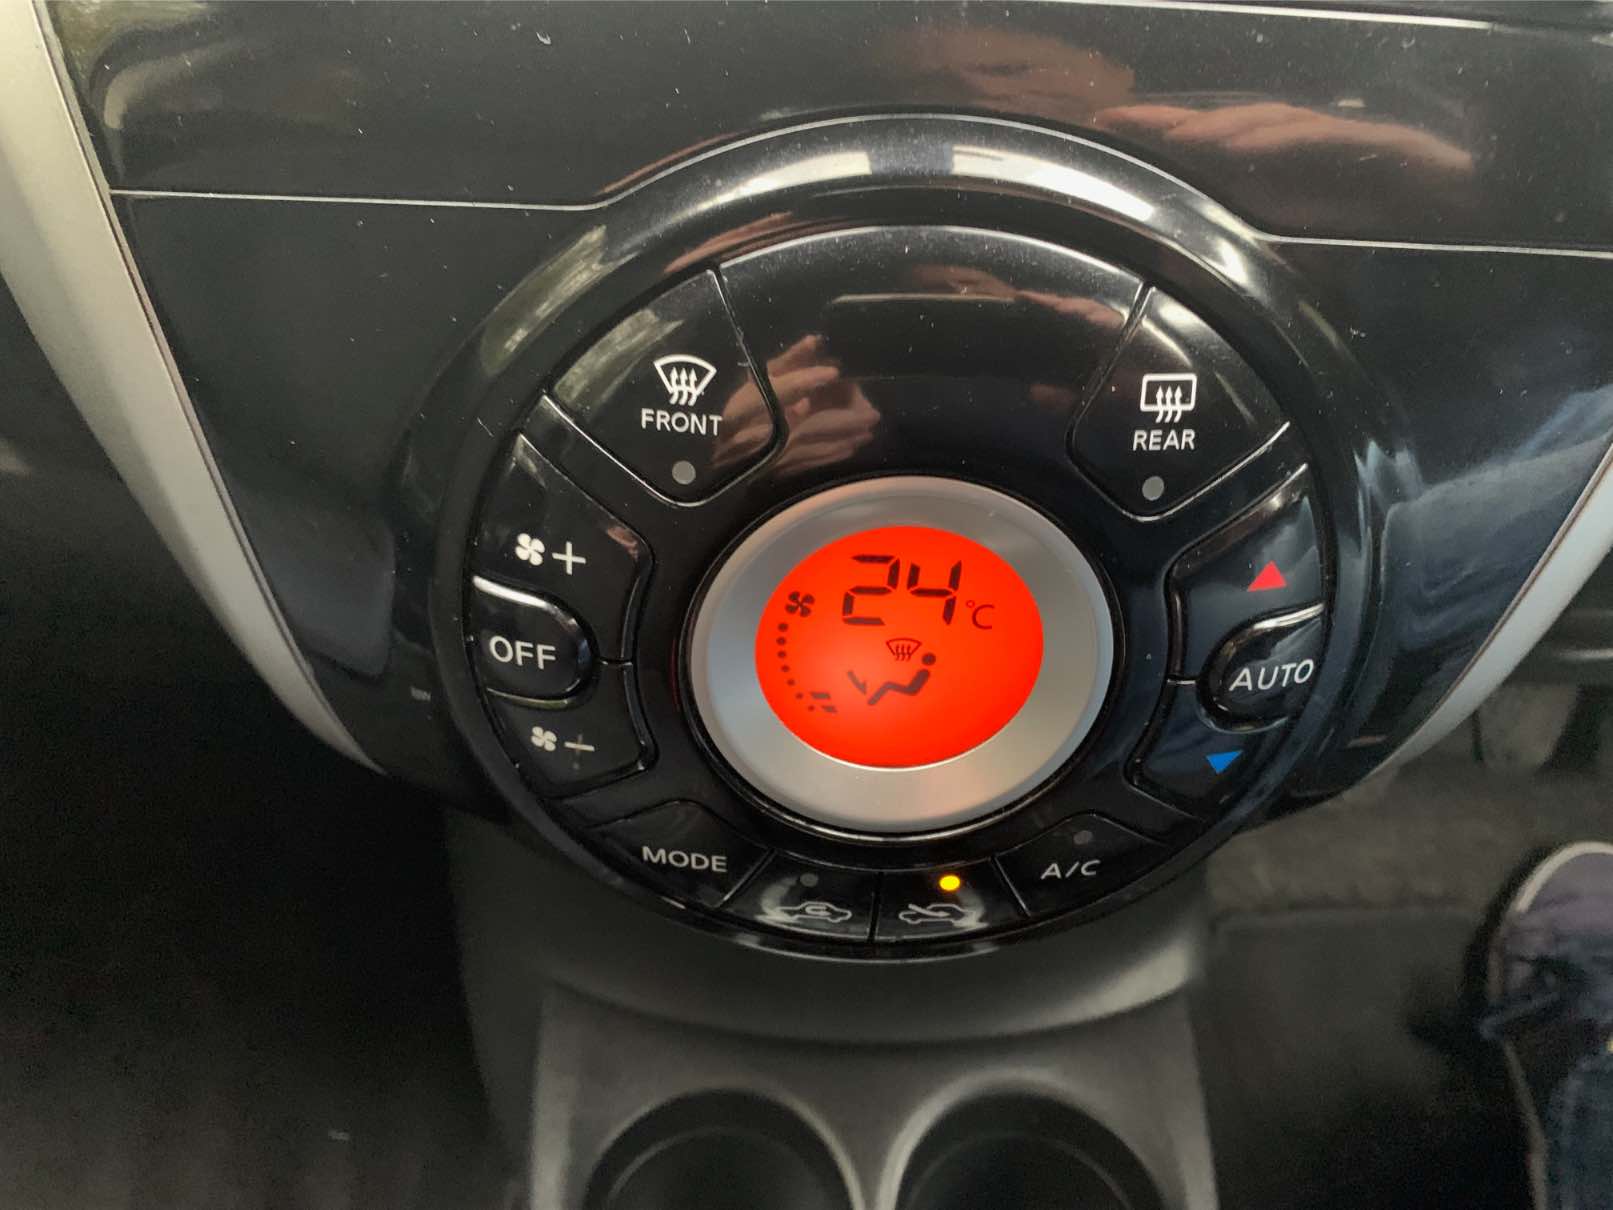 FRONT
REAR
+
24 °C
OFF
AUTO
-
MODE
A/C